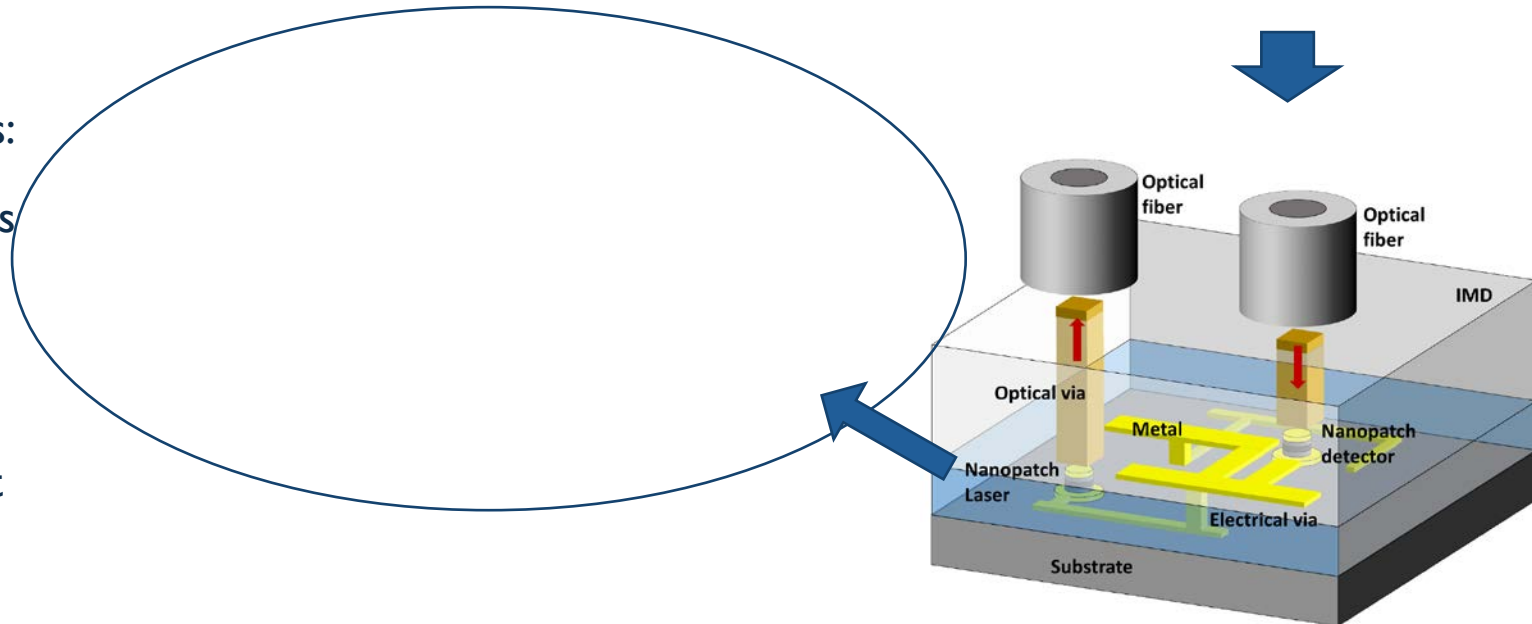 s:
s
t
Optical
fiber
Optical
fiber
IMD
Optical via
Metal
Nanopatch
detector
Nanopatch
Laser
Electrical via
Substrate